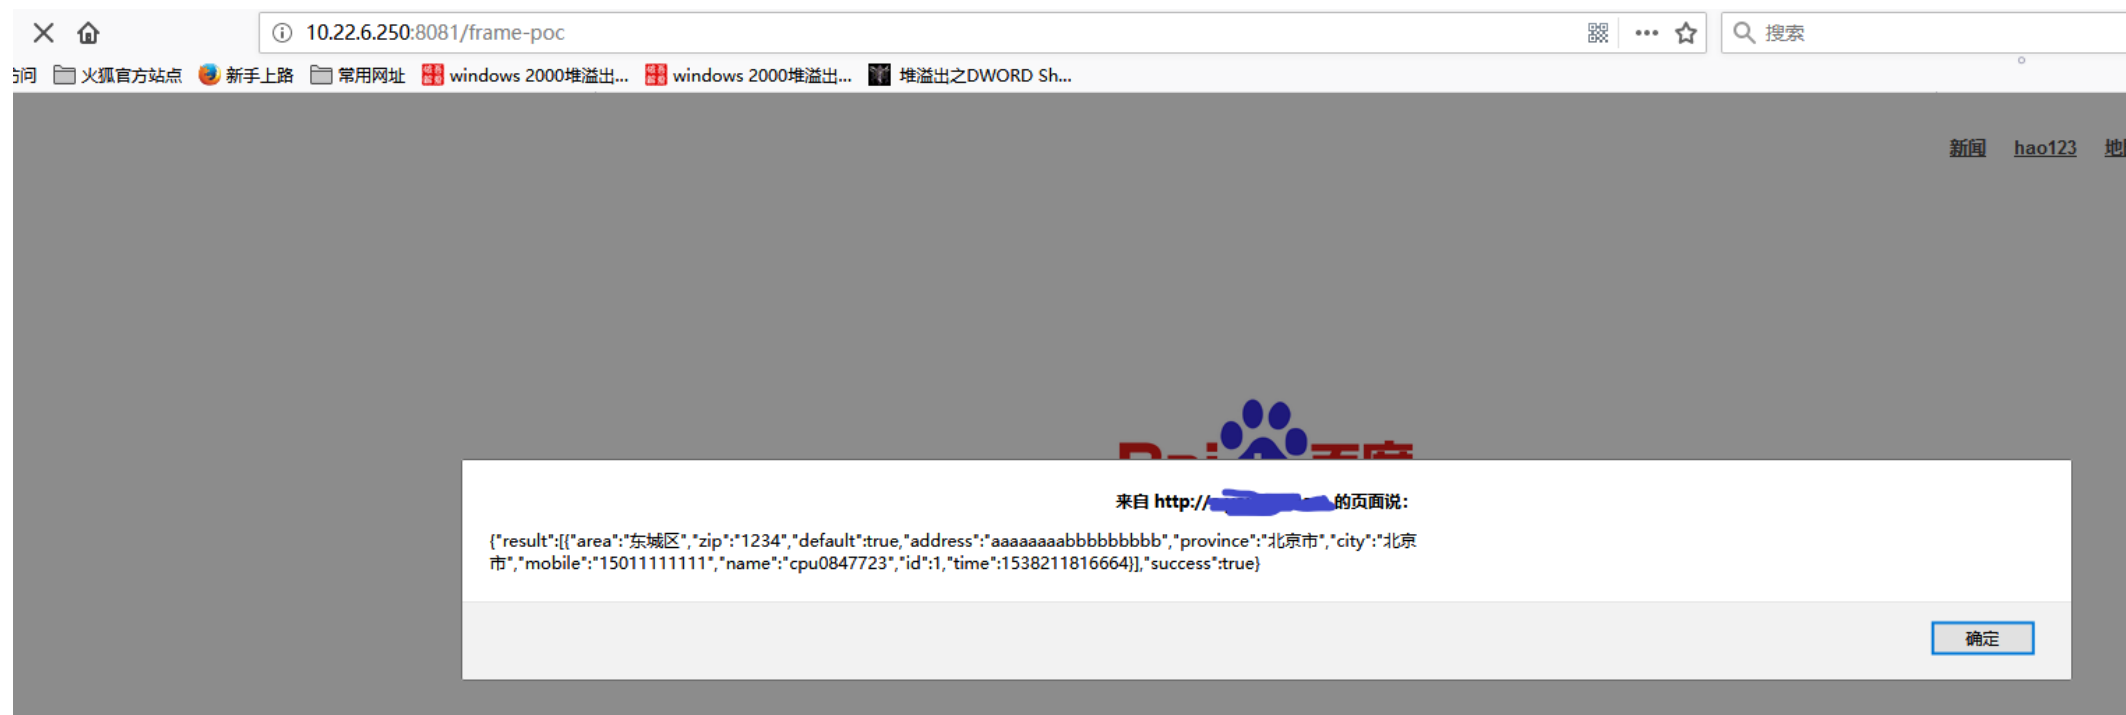 10.22.6.250:8081/frame-poc
搜索
访问 火狐官方站点 新手上路 常用网址 windows 2000堆溢出... windows 2000堆溢出... 堆溢出之DWORD Sh...
新闻 hao123
来自 http:// 的页面说：
{"result":[{"area":"东城区","zip":"1234","default":true,"address":"aaaaaaaabbbbbbbbbb","province":"北京市","city":"北京
市","mobile":"15011111111","name":"cpu0847723","id":1,"time":1538211816664}],"success":true}
确定